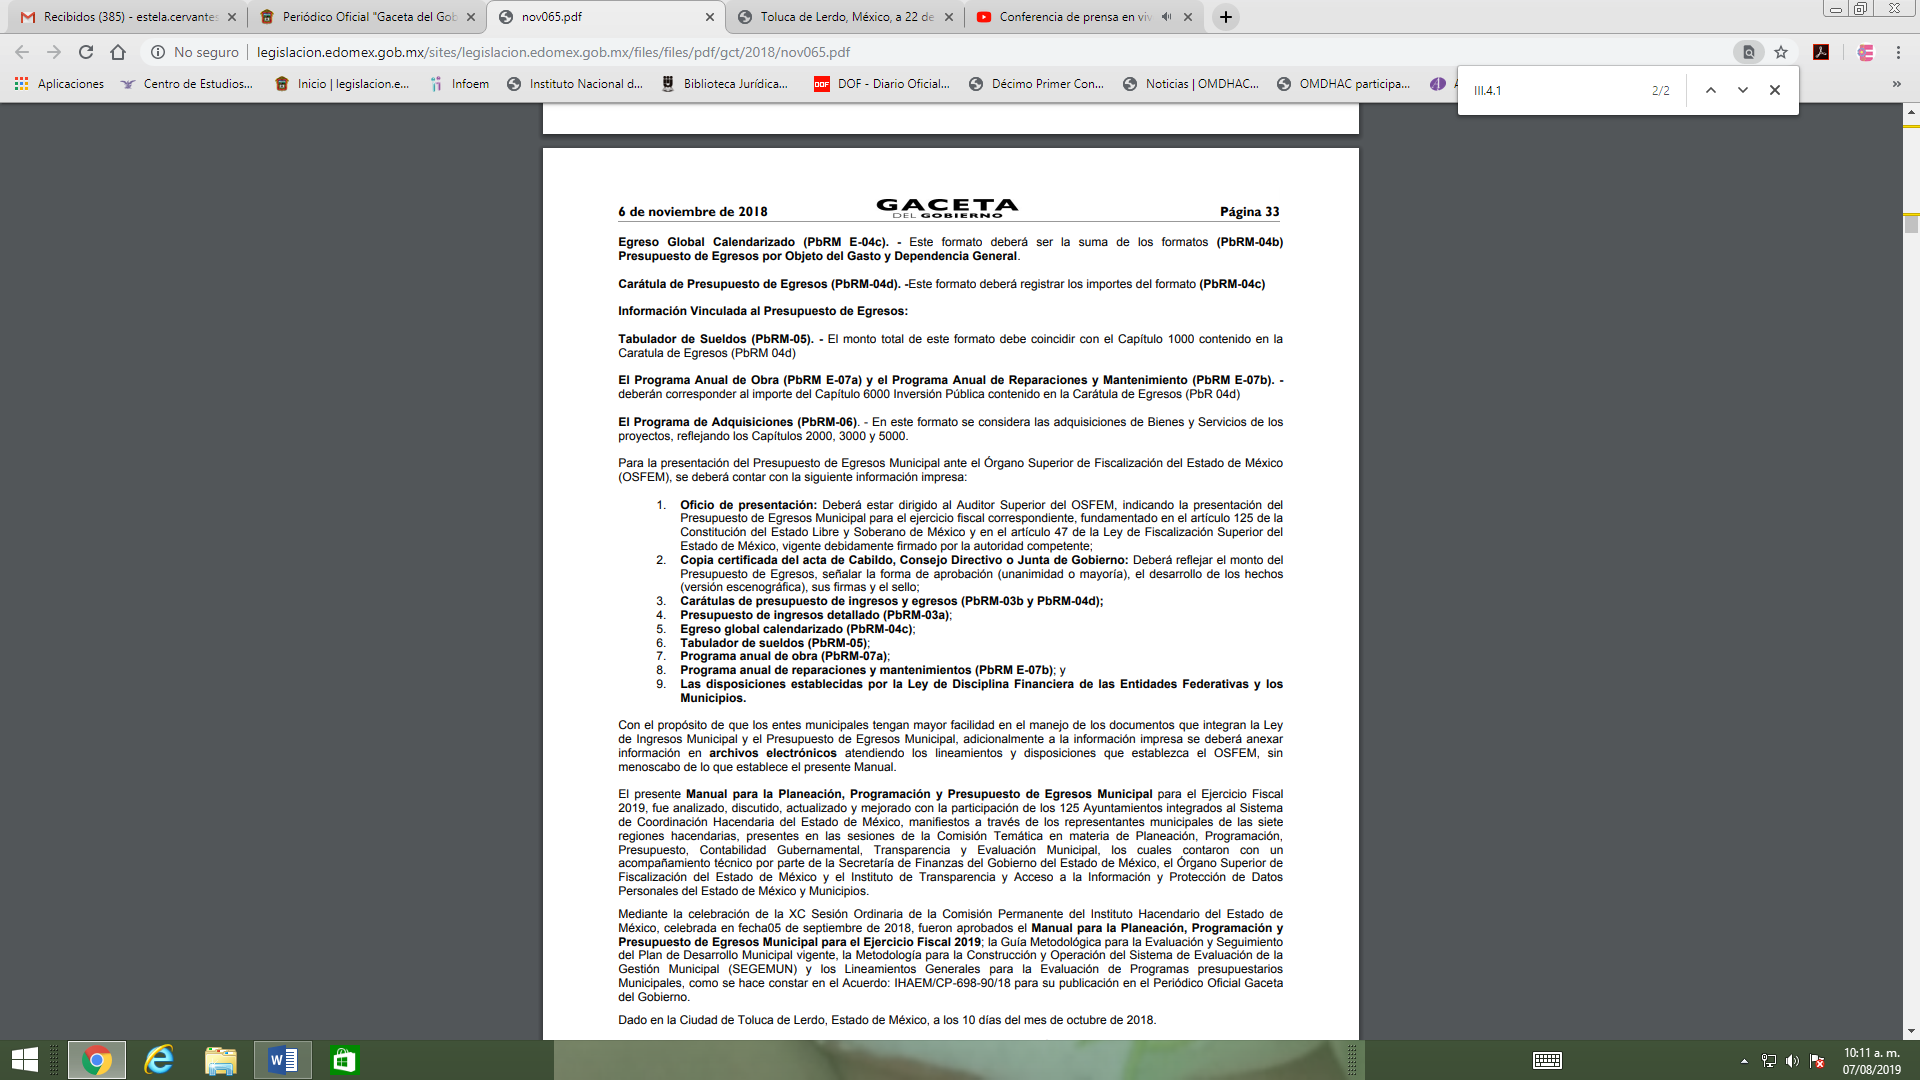 Recibidos (385) - estela.cervantes
Periódico Oficial "Gaceta del Gob
nov065.pdf
Toluca de Lerdo, México, a 22 de
Conferencia de prensa en viv
No seguro
legislacion.edomex.gob.mx/sites/legislacion.edomex.gob.mx/files/files/pdf/gct/2018/nov065.pdf
Aplicaciones
Centro de Estudios...
Inicio | legislacion.e...
Infoem
Instituto Nacional d...
Biblioteca Jurídica...
DOF - Diario Oficial...
Décimo Primer Con...
Noticias | OMDHAC...
OMDHAC participa...
»
III.4.1
2/2
6 de noviembre de 2018
GACETA
DEL GOBIERNO
Página 33
Egreso Global Calendarizado (PbRM E-04c). - Este formato deberá ser la suma de los formatos (PbRM-04b)
Presupuesto de Egresos por Objeto del Gasto y Dependencia General.
Carátula de Presupuesto de Egresos (PbRM-04d). -Este formato deberá registrar los importes del formato (PbRM-04c)
Información Vinculada al Presupuesto de Egresos:
Tabulador de Sueldos (PbRM-05). - El monto total de este formato debe coincidir con el Capítulo 1000 contenido en la
Caratula de Egresos (PbRM 04d)
El Programa Anual de Obra (PbRM E-07a) y el Programa Anual de Reparaciones y Mantenimiento (PbRM E-07b). -
deberán corresponder al importe del Capítulo 6000 Inversión Pública contenido en la Carátula de Egresos (PbR 04d)
El Programa de Adquisiciones (PbRM-06). - En este formato se considera las adquisiciones de Bienes y Servicios de los
proyectos, reflejando los Capítulos 2000, 3000 y 5000.
Para la presentación del Presupuesto de Egresos Municipal ante el Órgano Superior de Fiscalización del Estado de México
(OSFEM), se deberá contar con la siguiente información impresa:
1. Oficio de presentación: Deberá estar dirigido al Auditor Superior del OSFEM, indicando la presentación del
Presupuesto de Egresos Municipal para el ejercicio fiscal correspondiente, fundamentado en el artículo 125 de la
Constitución del Estado Libre y Soberano de México y en el artículo 47 de la Ley de Fiscalización Superior del
Estado de México, vigente debidamente firmado por la autoridad competente;
2. Copia certificada del acta de Cabildo, Consejo Directivo o Junta de Gobierno: Deberá reflejar el monto del
Presupuesto de Egresos, señalar la forma de aprobación (unanimidad o mayoría), el desarrollo de los hechos
(versión escenográfica), sus firmas y el sello;
3. Carátulas de presupuesto de ingresos y egresos (PbRM-03b y PbRM-04d);
4. Presupuesto de ingresos detallado (PbRM-03a);
5. Egreso global calendarizado (PbRM-04c);
6. Tabulador de sueldos (PbRM-05);
7. Programa anual de obra (PbRM-07a);
8. Programa anual de reparaciones y mantenimientos (PbRM E-07b); y
9. Las disposiciones establecidas por la Ley de Disciplina Financiera de las Entidades Federativas y los
Municipios.
Con el propósito de que los entes municipales tengan mayor facilidad en el manejo de los documentos que integran la Ley
de Ingresos Municipal y el Presupuesto de Egresos Municipal, adicionalmente a la información impresa se deberá anexar
información en archivos electrónicos atendiendo los lineamientos y disposiciones que establezca el OSFEM, sin
menoscabo de lo que establece el presente Manual.
El presente Manual para la Planeación, Programación y Presupuesto de Egresos Municipal para el Ejercicio Fiscal
2019, fue analizado, discutido, actualizado y mejorado con la participación de los 125 Ayuntamientos integrados al Sistema
de Coordinación Hacendaria del Estado de México, manifiestos a través de los representantes municipales de las siete
regiones hacendarias, presentes en las sesiones de la Comisión Temática en materia de Planeación, Programación,
Presupuesto, Contabilidad Gubernamental, Transparencia y Evaluación Municipal, los cuales contaron con un
acompañamiento técnico por parte de la Secretaría de Finanzas del Gobierno del Estado de México, el Órgano Superior de
Fiscalización del Estado de México y el Instituto de Transparencia y Acceso a la Información y Protección de Datos
Personales del Estado de México y Municipios.
Mediante la celebración de la XC Sesión Ordinaria de la Comisión Permanente del Instituto Hacendario del Estado de
México, celebrada en fecha05 de septiembre de 2018, fueron aprobados el Manual para la Planeación, Programación y
Presupuesto de Egresos Municipal para el Ejercicio Fiscal 2019; la Guía Metodológica para la Evaluación y Seguimiento
del Plan de Desarrollo Municipal vigente, la Metodología para la Construcción y Operación del Sistema de Evaluación de la
Gestión Municipal (SEGEMUN) y los Lineamientos Generales para la Evaluación de Programas presupuestarios
Municipales, como se hace constar en el Acuerdo: IHAEM/CP-698-90/18 para su publicación en el Periódico Oficial Gaceta
del Gobierno.
Dado en la Ciudad de Toluca de Lerdo, Estado de México, a los 10 días del mes de octubre de 2018.
10:11 a. m.
07/08/2019